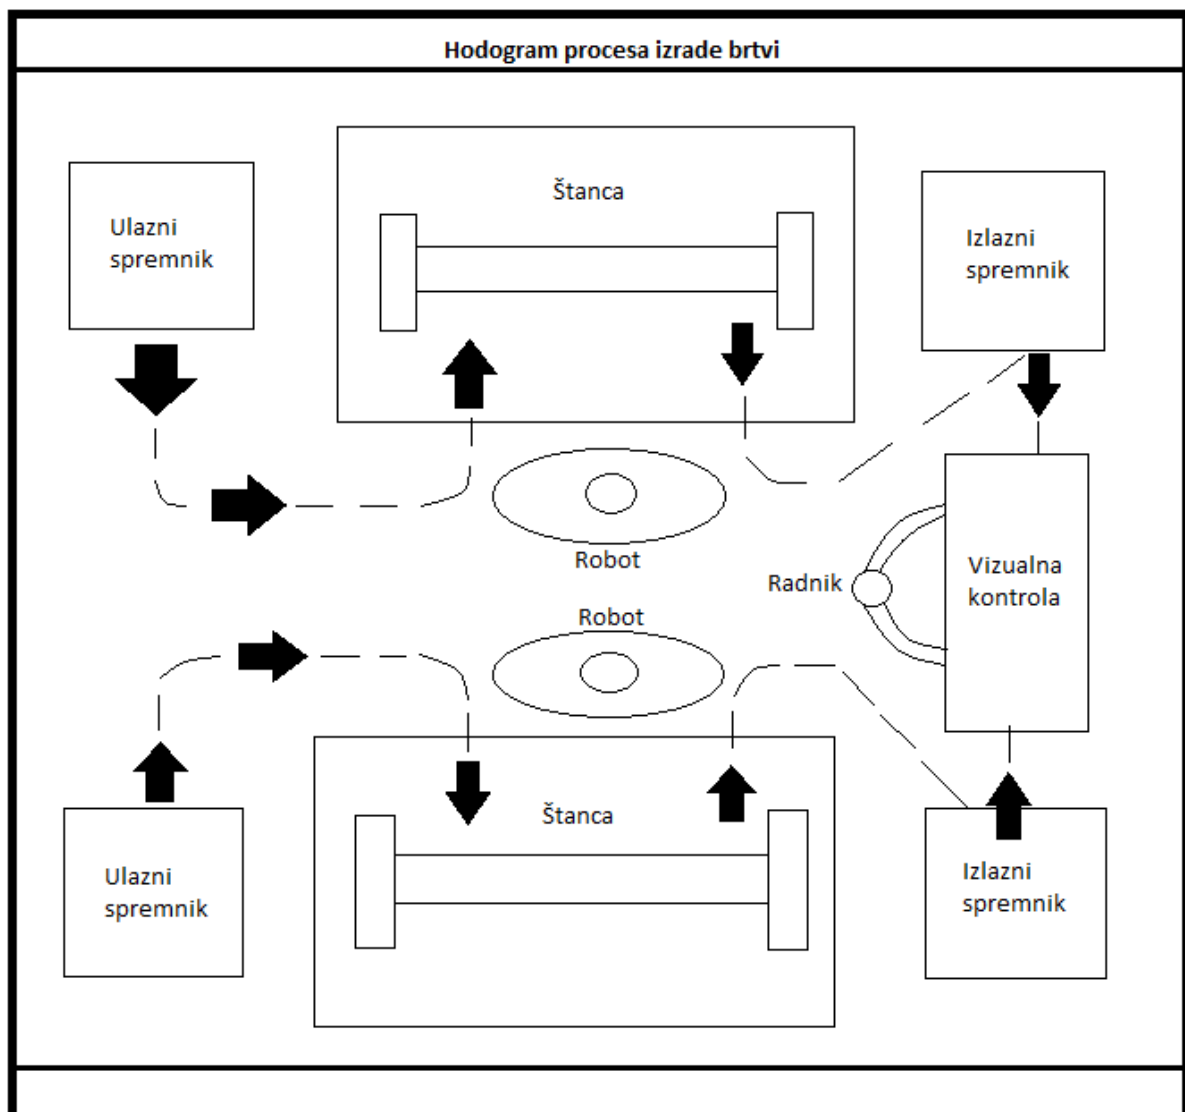 Hodogram procesa izrade brtvi
Štanca
Ulazni
spremnik
Izlazni
spremnik
Robot
Radnik
Vizualna
kontrola
Robot
Štanca
Ulazni
spremnik
Izlazni
spremnik